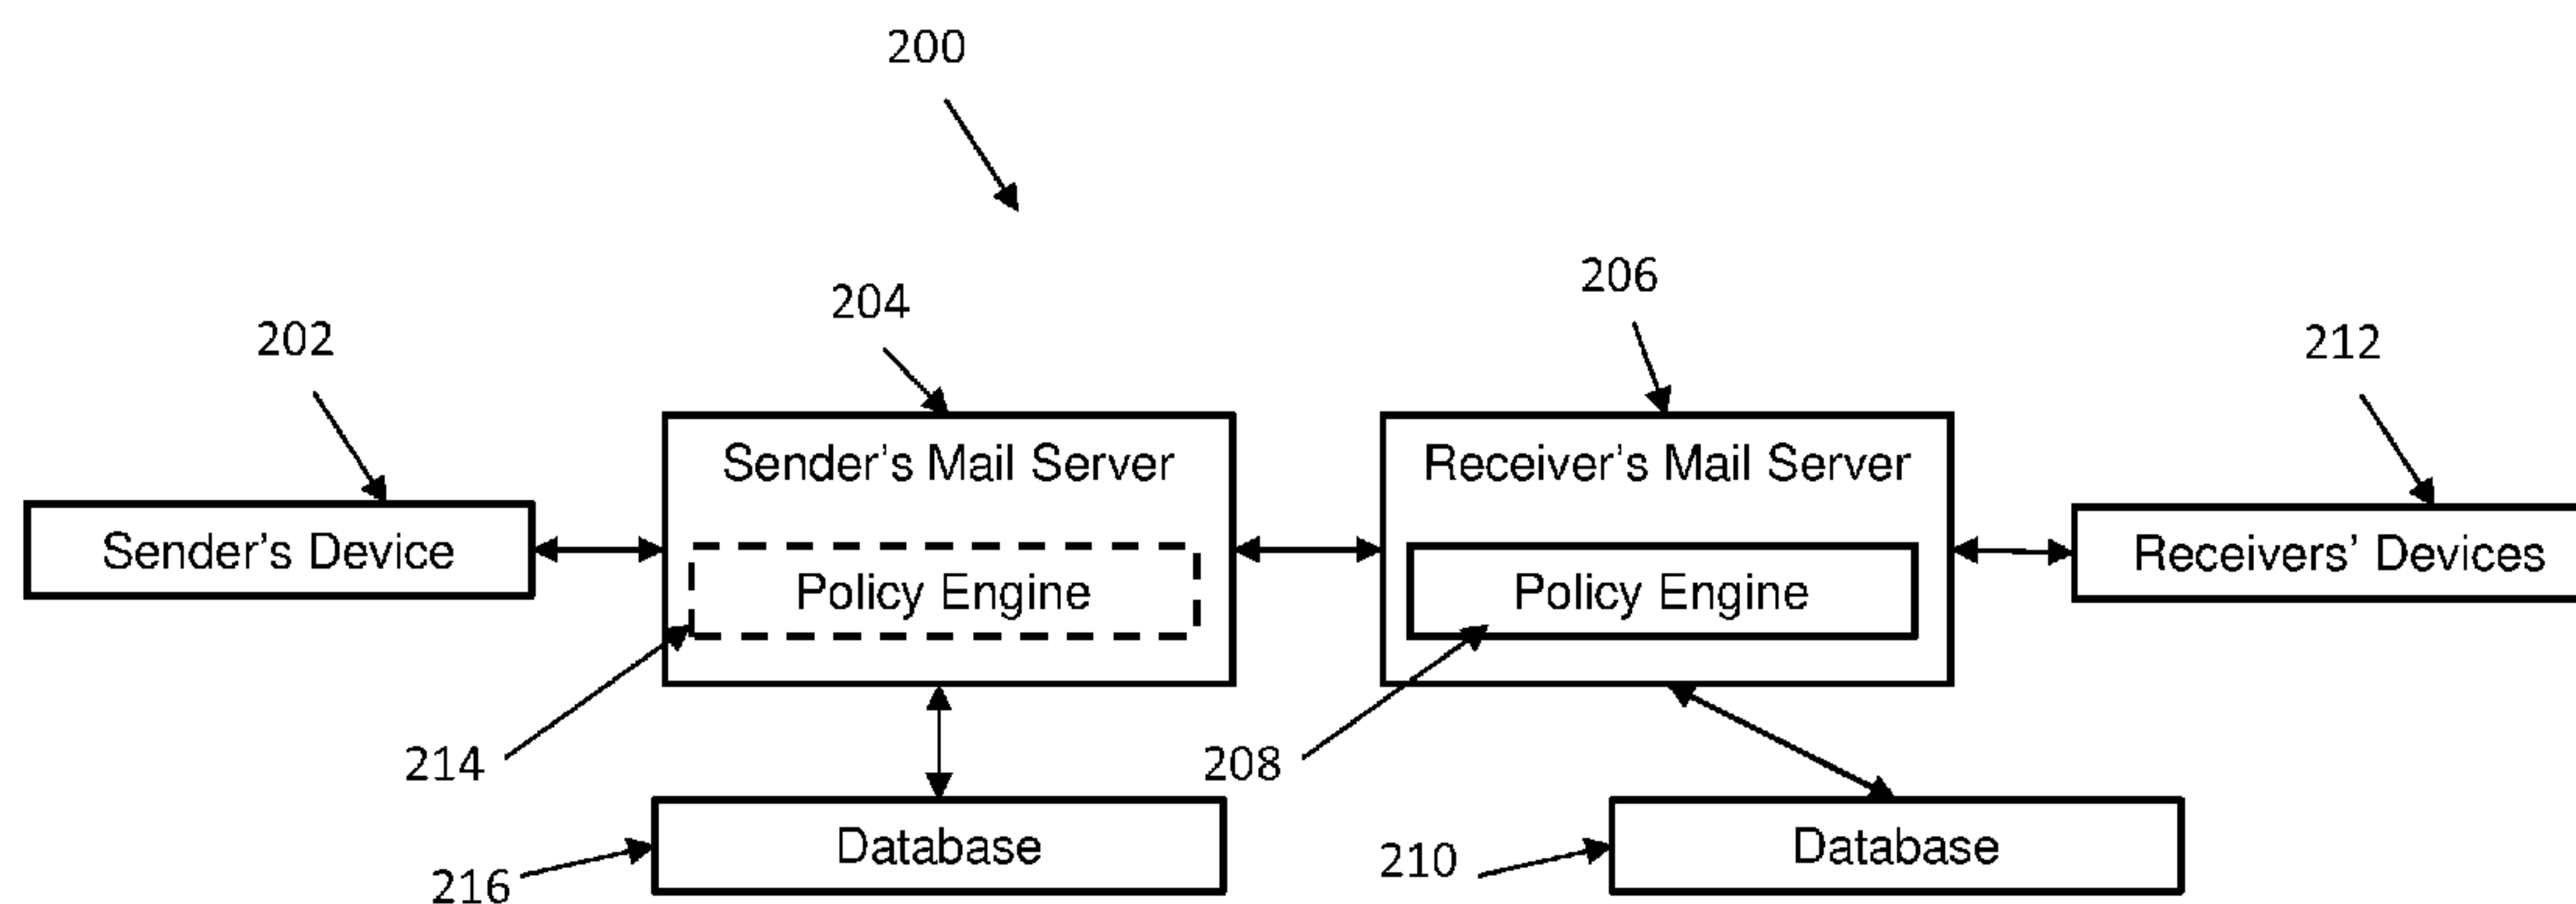 200
206
204
202
212
Sender's Mail Server
Receiver's Mail Server
Sender's Device
Receivers' Devices
Policy Engine
Policy Engine
214
208
Database
Database
216
210